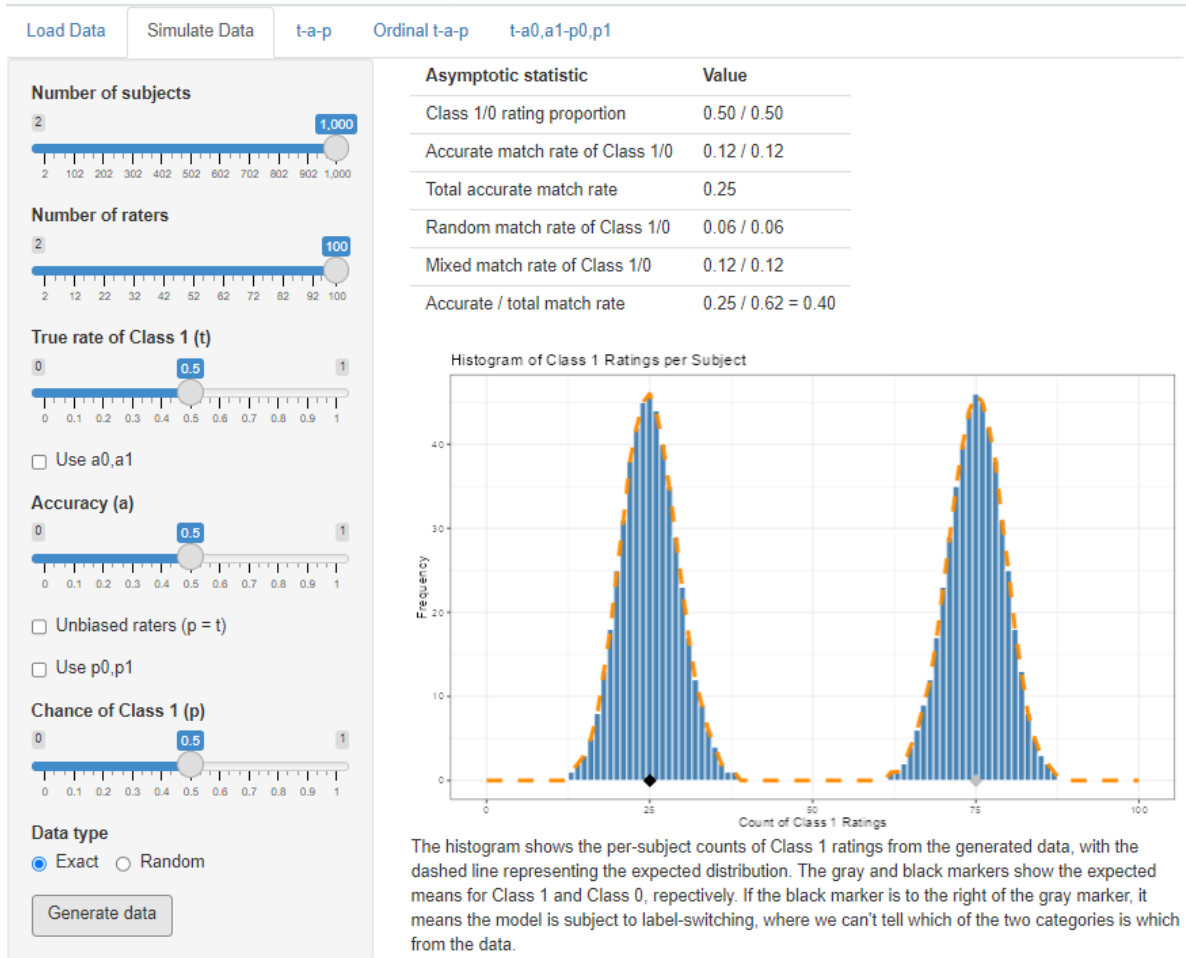 Load Data Simulate Data t-a-p Ordinal t-a-p t-a0,a1-p0,p1
Number of subjects
2 1,000
2 102 202 302 402 502 602 702 802 902 1,000
Number of raters
2 100
2 12 22 32 42 52 62 72 82 92 100
True rate of Class 1 (t)
0 0.5 1
0 0.1 0.2 0.3 0.4 0.5 0.6 0.7 0.8 0.9 1
Use a0,a1
Accuracy (a)
0 0.5 1
0 0.1 0.2 0.3 0.4 0.5 0.6 0.7 0.8 0.9 1
Unbiased raters (p = t)
Use p0,p1
Chance of Class 1 (p)
0 0.5 1
0 0.1 0.2 0.3 0.4 0.5 0.6 0.7 0.8 0.9 1
Data type
Exact Random
Generate data
Asymptotic statistic Value
Class 1/0 rating proportion 0.50 / 0.50
Accurate match rate of Class 1/0 0.12 / 0.12
Total accurate match rate 0.25
Random match rate of Class 1/0 0.06 / 0.06
Mixed match rate of Class 1/0 0.12 / 0.12
Accurate / total match rate 0.25 / 0.62 = 0.40
Histogram of Class 1 Ratings per Subject
Frequency
40
30
20
10
0
0 25 50 75 100
Count of Class 1 Ratings
The histogram shows the per-subject counts of Class 1 ratings from the generated data, with the
dashed line representing the expected distribution. The gray and black markers show the expected
means for Class 1 and Class 0, repectively. If the black marker is to the right of the gray marker, it
means the model is subject to label-switching, where we can't tell which of the two categories is which
from the data.